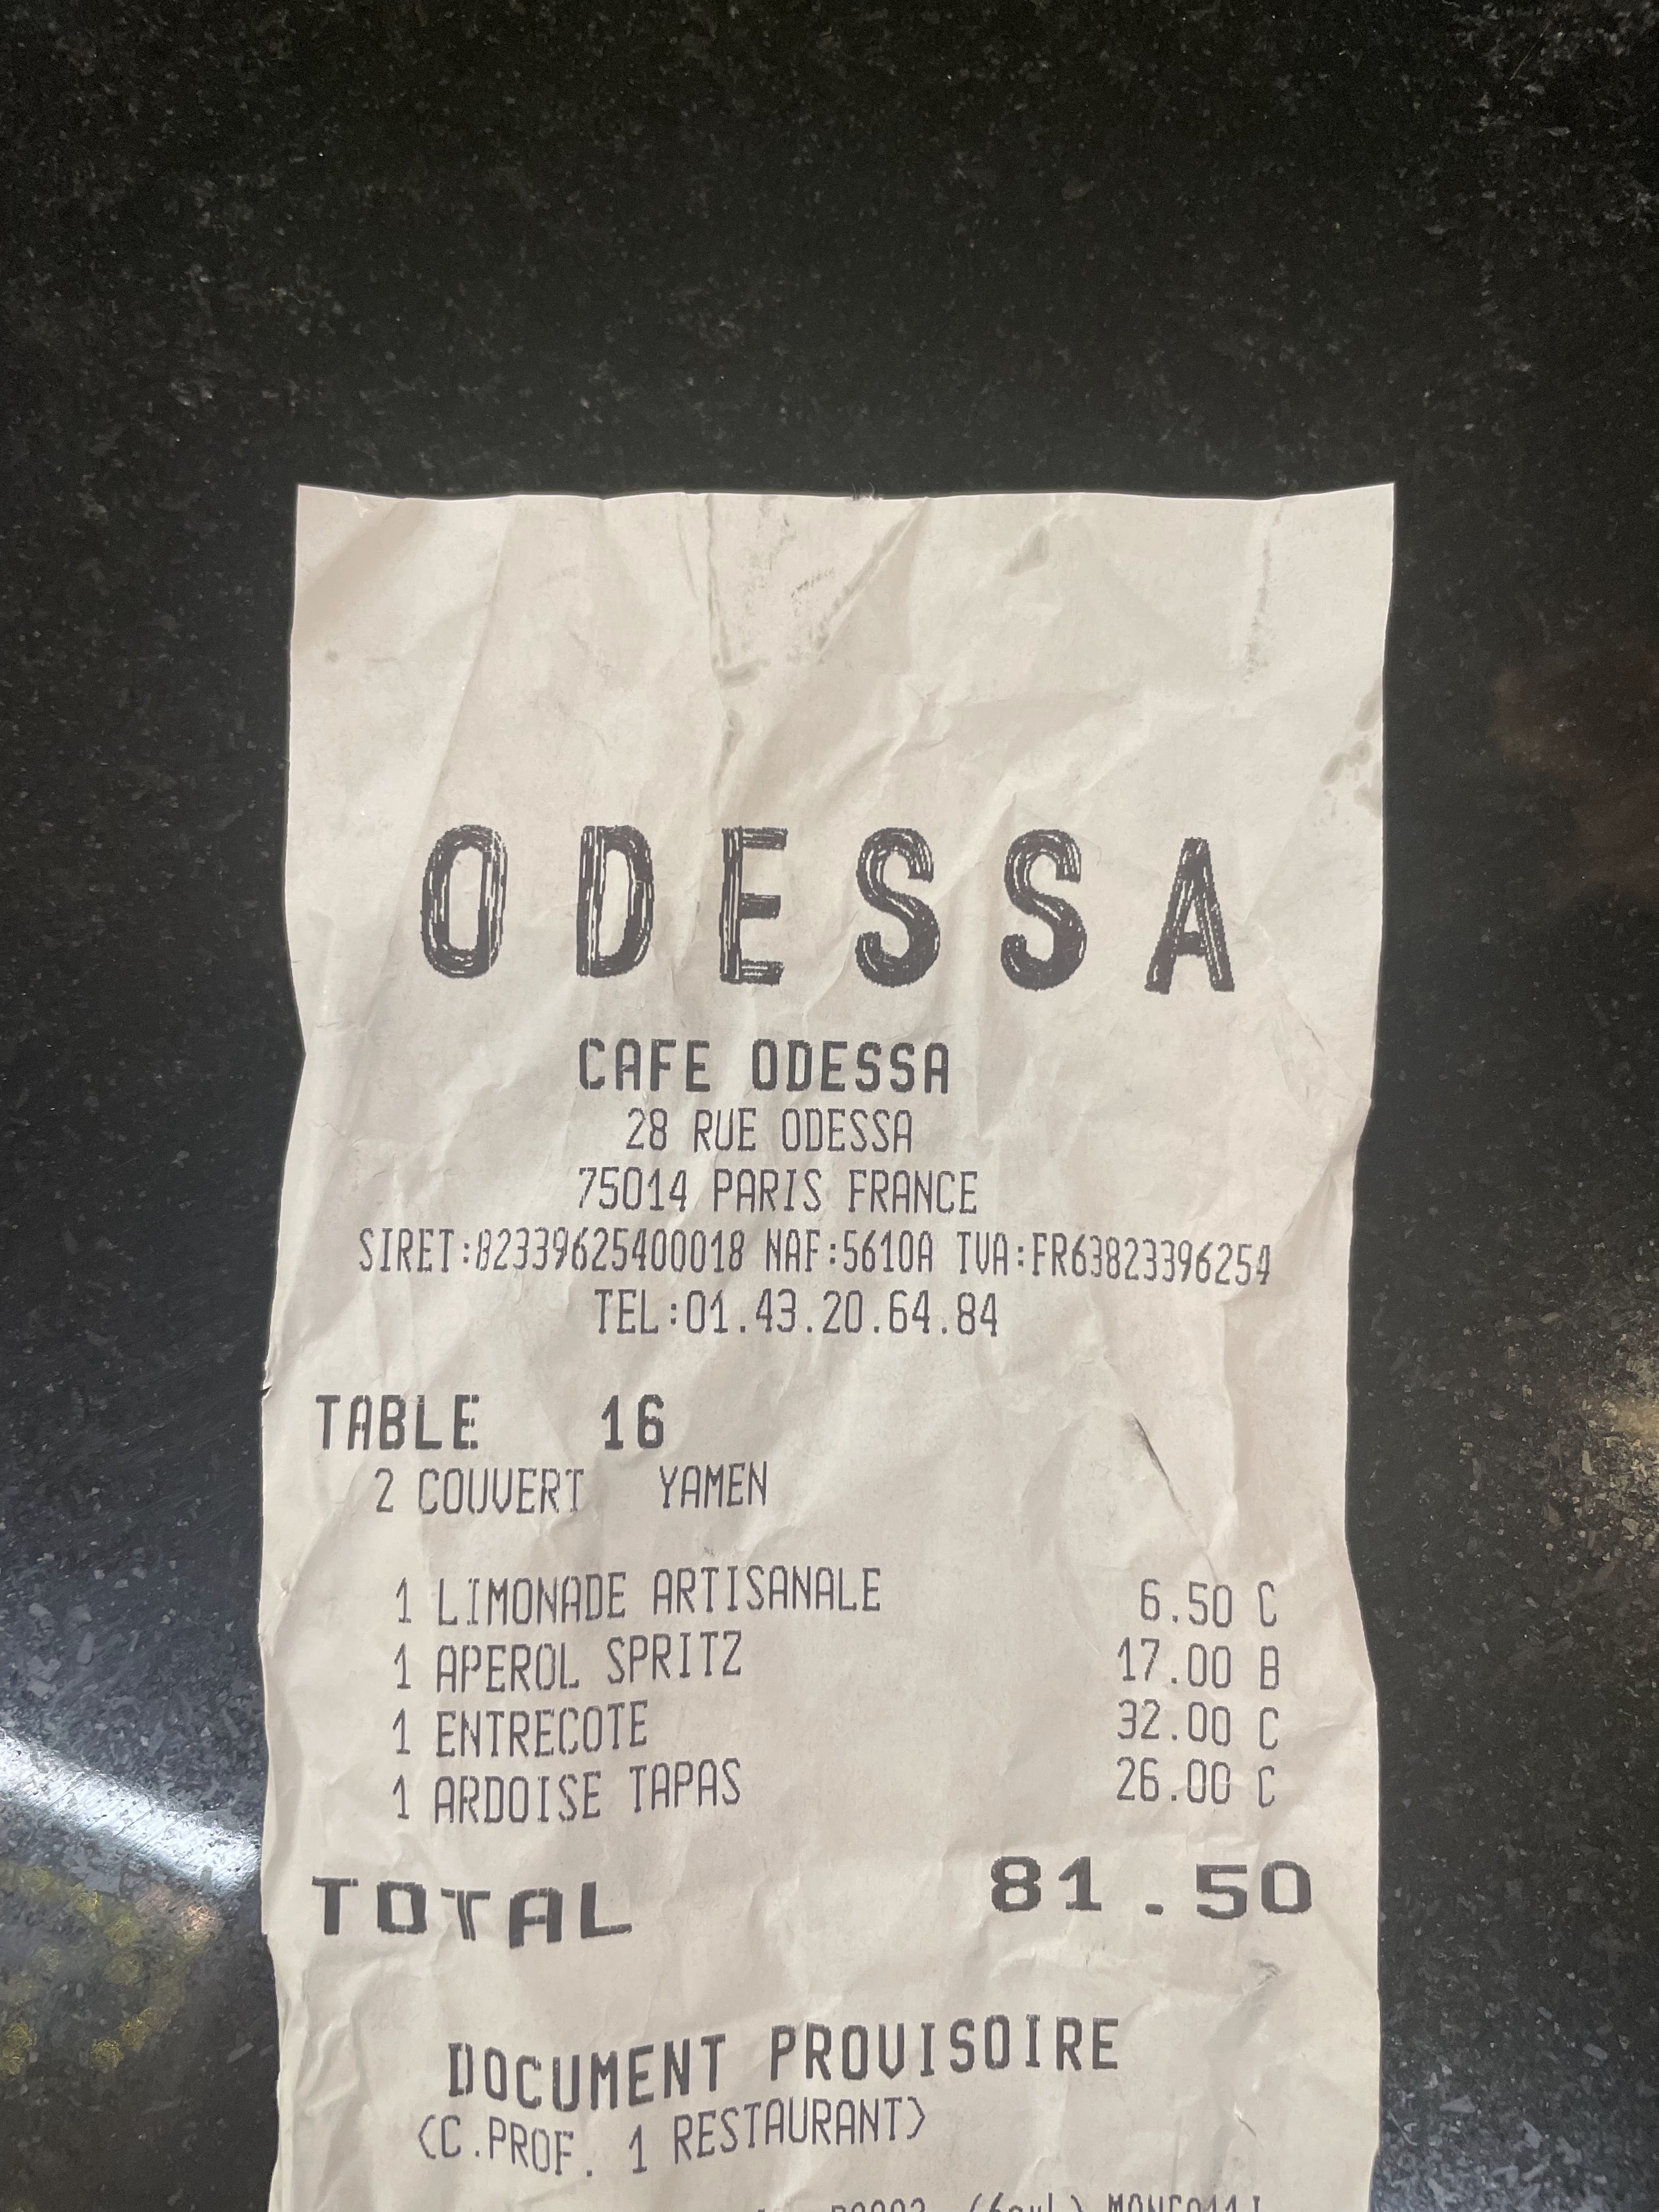 ODESSA
CAFE ODESSA
28 RUE ODESSA
75014 PARIS FRANCE
SIRET:82339625400018 NAF:5610A TVA:FR63823396254
TEL:01.43.20.64.84
TABLE 16
2 COUVERT YAMEN
1 LIMONADE ARTISANALE 6.50 C
1 APEROL SPRITZ 17.00 B
1 ENTRECOTE 32.00 C
1 ARDOISE TAPAS 26.00 C
TOTAL 81.50
DOCUMENT PROVISOIRE
(C.PROF. 1 RESTAURANT)